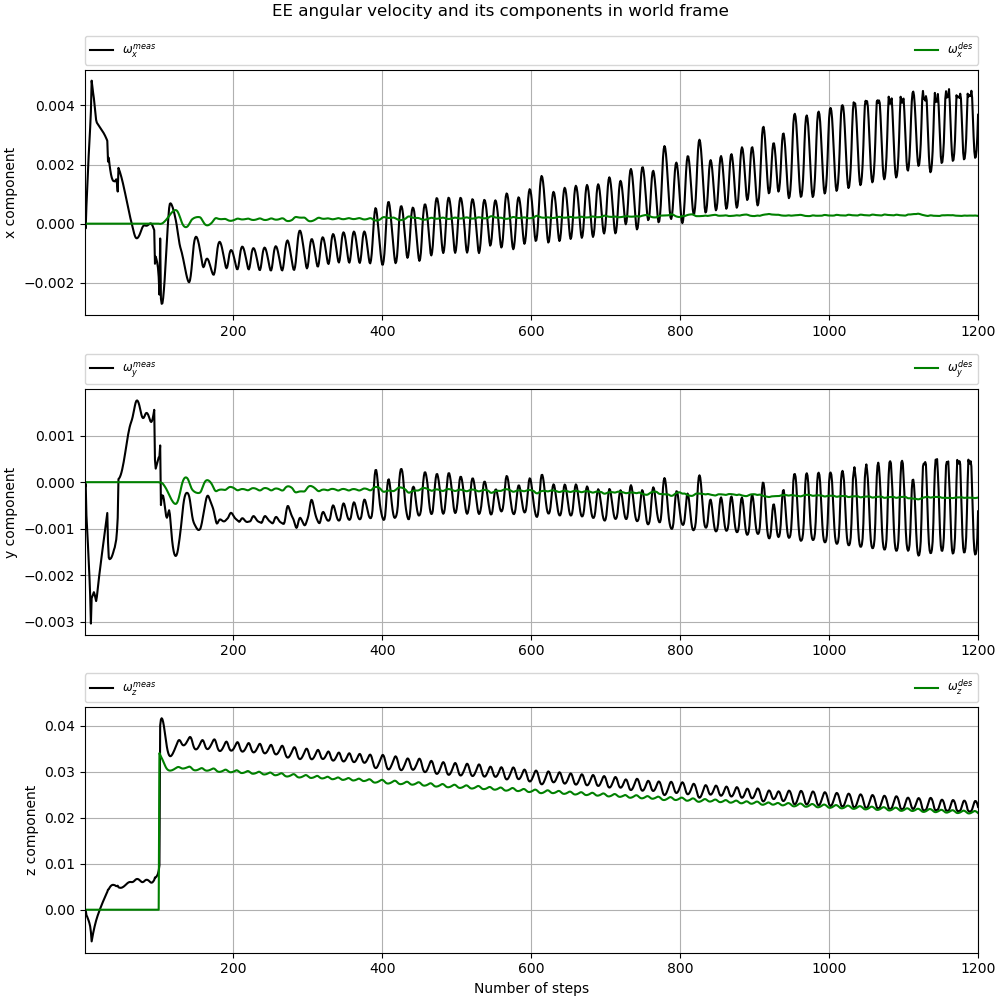 EE angular velocity and its components in world frame
ω_x^meas ω_x^des
0.004
0.002
0.000
−0.002
x component
200 400 600 800 1000 1200
ω_y^meas ω_y^des
0.001
0.000
−0.001
−0.002
−0.003
y component
200 400 600 800 1000 1200
ω_z^meas ω_z^des
0.04
0.03
0.02
0.01
0.00
z component
200 400 600 800 1000 1200
Number of steps